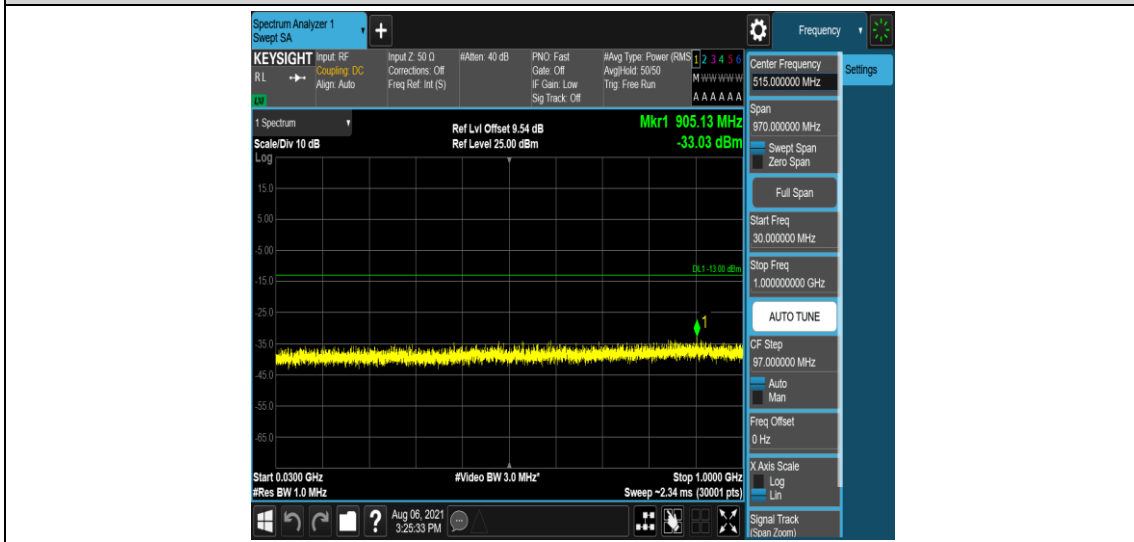 Spectrum Analyzer 1
Swept SA
+
Frequency
KEYSIGHT
RL
LXI
Input: RF
Coupling: DC
Align: Auto
Input Z: 50 Ω
Corrections: Off
Freq Ref: Int (S)
#Atten: 40 dB
PNO: Fast
Gate: Off
IF Gain: Low
Sig Track: Off
#Avg Type: Power (RMS
Avg|Hold: 50/50
Trig: Free Run
1 2 3 4 5 6
M W W W W W
A A A A A A
1 Spectrum
Scale/Div 10 dB
Log
Ref Lvl Offset 9.54 dB
Ref Level 25.00 dBm
Mkr1 905.13 MHz
-33.03 dBm
15.0
5.00
-5.00
DL1 -13.00 dBm
-15.0
-25.0
1
-35.0
-45.0
-55.0
-65.0
Start 0.0300 GHz
#Res BW 1.0 MHz
#Video BW 3.0 MHz*
Stop 1.0000 GHz
Sweep ~2.34 ms (30001 pts)
Center Frequency
515.000000 MHz
Settings
Span
970.000000 MHz
Swept Span
Zero Span
Full Span
Start Freq
30.000000 MHz
Stop Freq
1.000000000 GHz
AUTO TUNE
CF Step
97.000000 MHz
Auto
Man
Freq Offset
0 Hz
X Axis Scale
Log
Lin
Signal Track
(Span Zoom)
?
Aug 06, 2021
3:25:33 PM